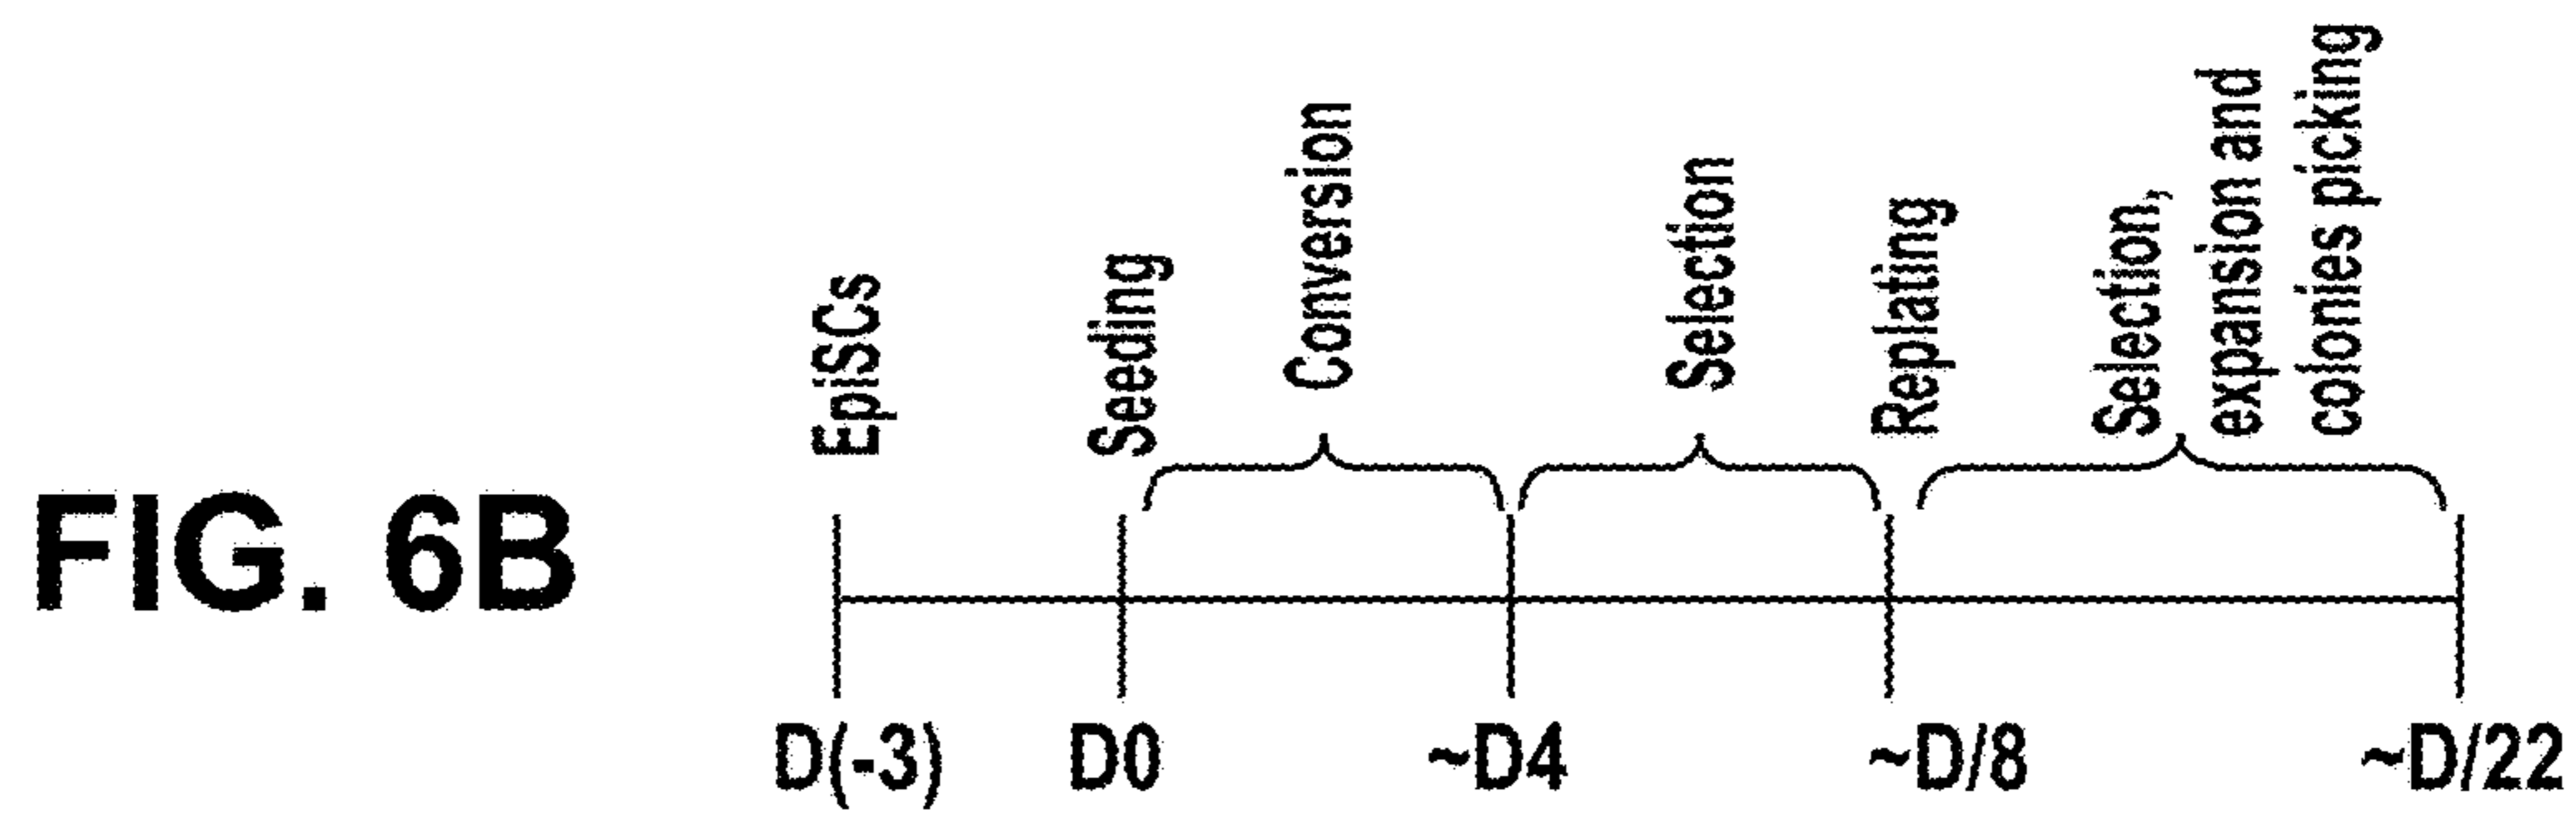 FIG. 6B
EpiSCs
Seeding
Conversion
Selection
Replating
Selection,
expansion and
colonies picking
D(-3)
D0
~D4
~D/8
~D/22